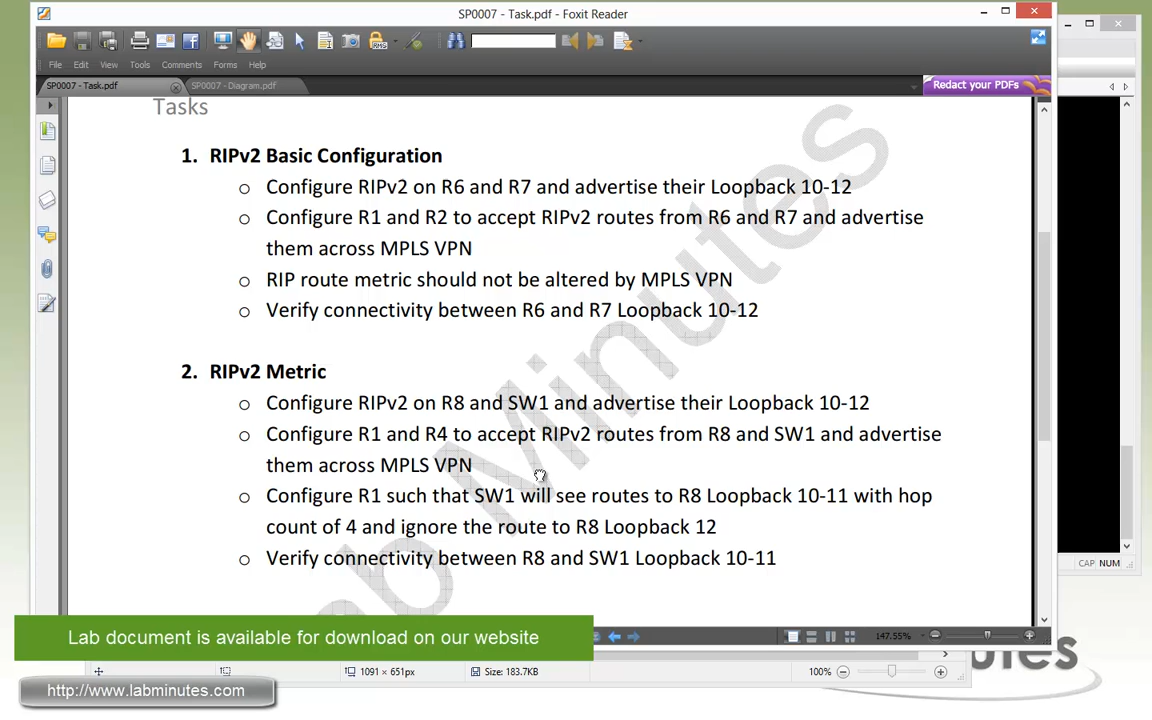 SP0007 - Task.pdf - Foxit Reader
File Edit View Tools Comments Forms Help
SP0007 - Task.pdf SP0007 - Diagram.pdf Redact your PDFs
Tasks
1. RIPv2 Basic Configuration
o Configure RIPv2 on R6 and R7 and advertise their Loopback 10-12
o Configure R1 and R2 to accept RIPv2 routes from R6 and R7 and advertise
them across MPLS VPN
o RIP route metric should not be altered by MPLS VPN
o Verify connectivity between R6 and R7 Loopback 10-12
2. RIPv2 Metric
o Configure RIPv2 on R8 and SW1 and advertise their Loopback 10-12
o Configure R1 and R4 to accept RIPv2 routes from R8 and SW1 and advertise
them across MPLS VPN
o Configure R1 such that SW1 will see routes to R8 Loopback 10-11 with hop
count of 4 and ignore the route to R8 Loopback 12
o Verify connectivity between R8 and SW1 Loopback 10-11
Lab Minutes
CAP NUM
Lab document is available for download on our website
147.55%
1091 × 651px Size: 183.7KB 100%
http://www.labminutes.com